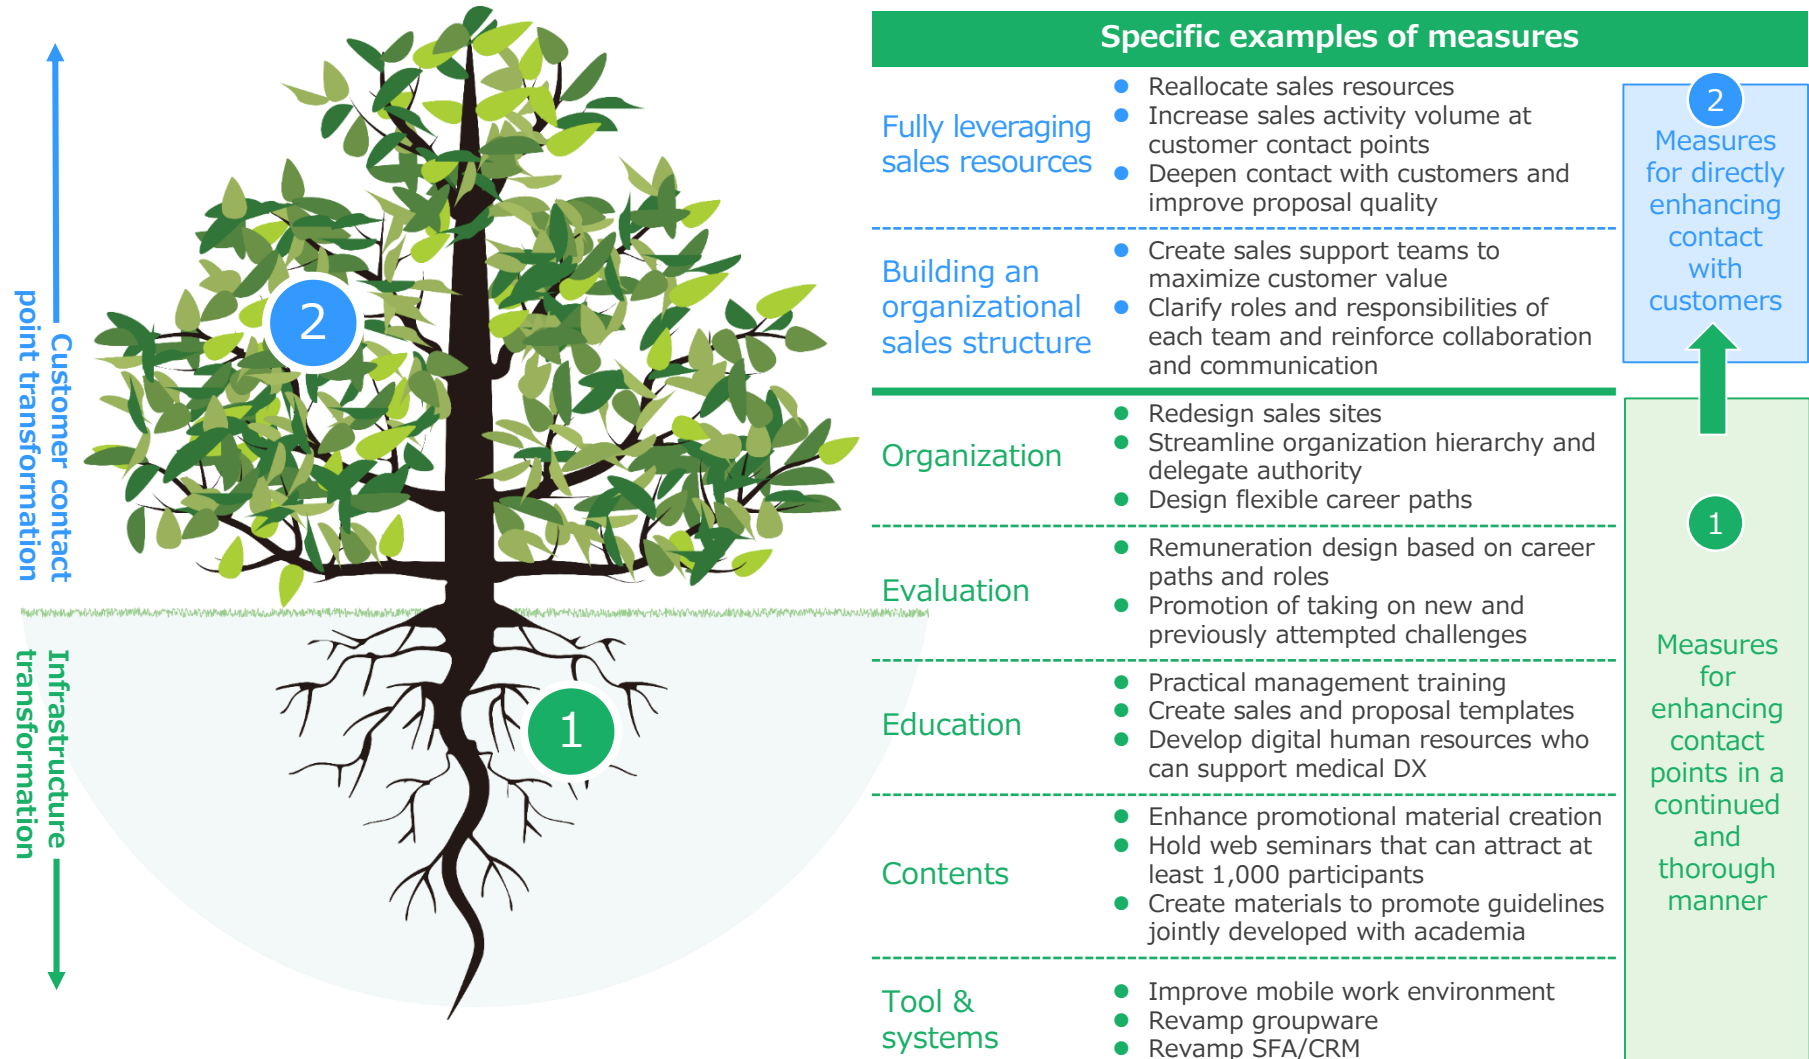 Customer contact
point transformation
2
Infrastructure
transformation
1
Specific examples of measures
Fully leveraging
sales resources
● Reallocate sales resources
● Increase sales activity volume at
customer contact points
● Deepen contact with customers and
improve proposal quality
Building an
organizational
sales structure
● Create sales support teams to
maximize customer value
● Clarify roles and responsibilities of
each team and reinforce collaboration
and communication
2
Measures
for directly
enhancing
contact
with
customers
Organization
● Redesign sales sites
● Streamline organization hierarchy and
delegate authority
● Design flexible career paths
Evaluation
● Remuneration design based on career
paths and roles
● Promotion of taking on new and
previously attempted challenges
Education
● Practical management training
● Create sales and proposal templates
● Develop digital human resources who
can support medical DX
Contents
● Enhance promotional material creation
● Hold web seminars that can attract at
least 1,000 participants
● Create materials to promote guidelines
jointly developed with academia
Tool &
systems
● Improve mobile work environment
● Revamp groupware
● Revamp SFA/CRM
1
Measures
for
enhancing
contact
points in a
continued
and
thorough
manner